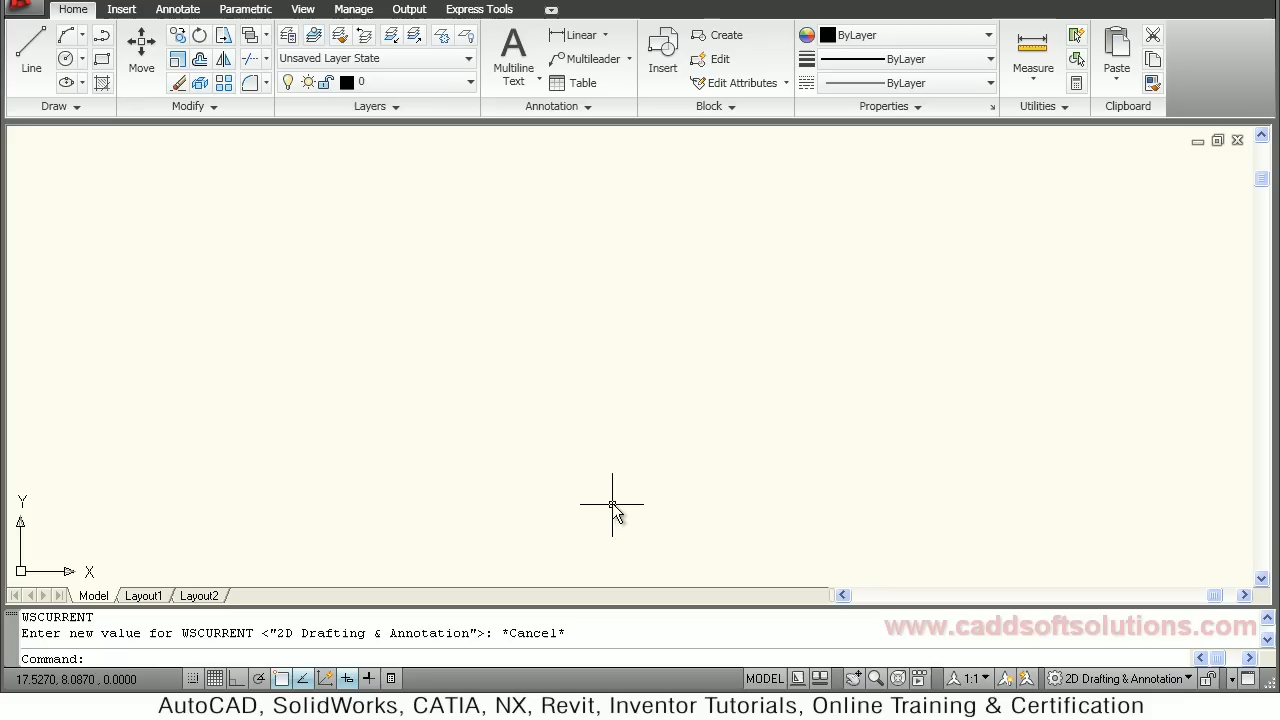 Home Insert Annotate Parametric View Manage Output Express Tools
Line
Move
Unsaved Layer State
0
Multiline
Text
Linear
Multileader
Table
Insert
Create
Edit
Edit Attributes
ByLayer
ByLayer
ByLayer
Measure
Paste
Draw Modify Layers Annotation Block Properties Utilities Clipboard
Y
X
Model Layout1 Layout2
WSCURRENT
Enter new value for WSCURRENT <"2D Drafting & Annotation">: *Cancel*
www.caddsoftsolutions.com
Command:
17.5270, 8.0870 , 0.0000 MODEL 1:1 2D Drafting & Annotation
AutoCAD, SolidWorks, CATIA, NX, Revit, Inventor Tutorials, Online Training & Certification